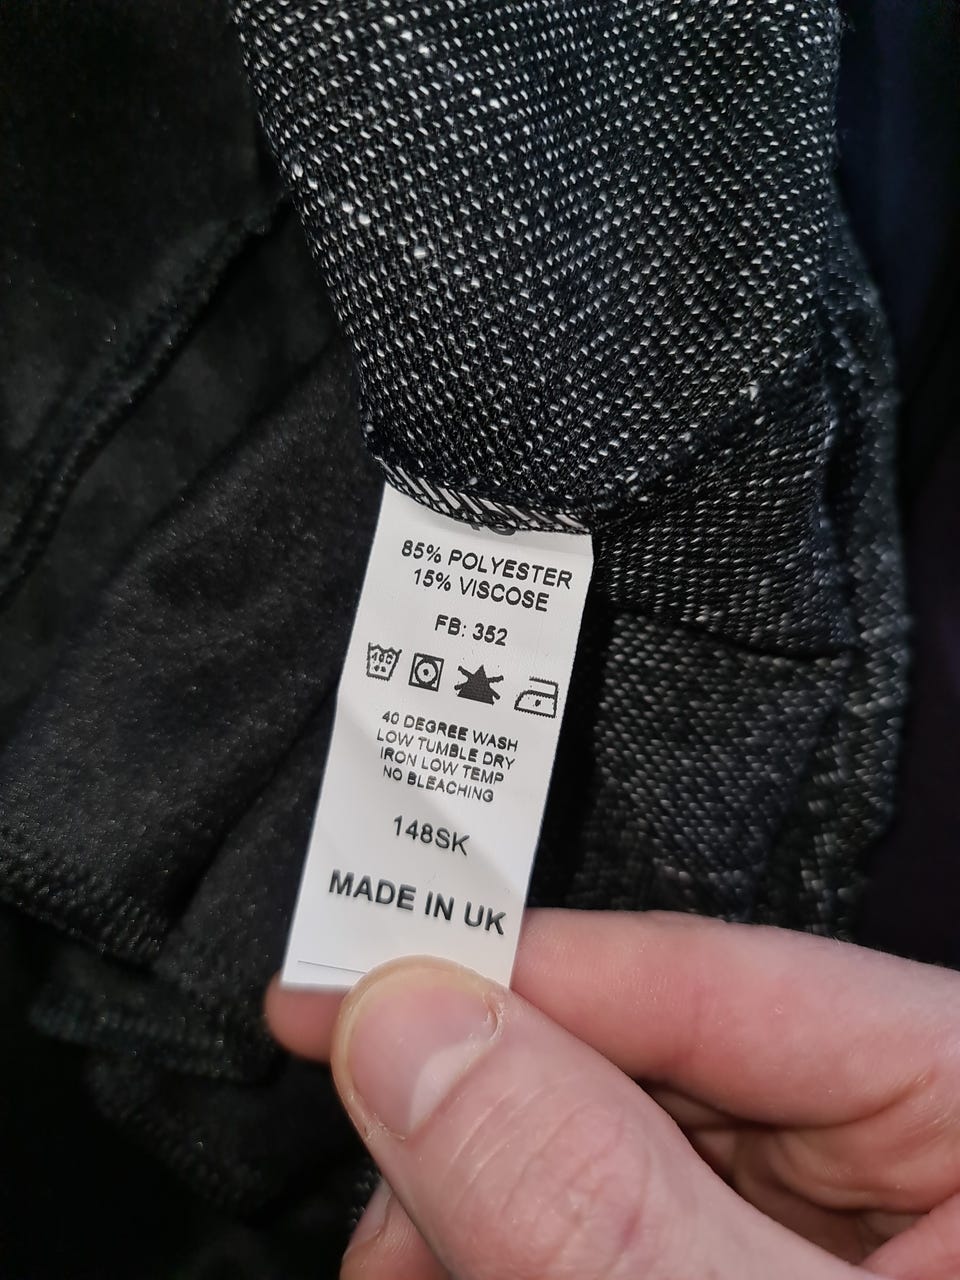 85% POLYESTER
15% VISCOSE
FB: 352
40C
40 DEGREE WASH
LOW TUMBLE DRY
IRON LOW TEMP
NO BLEACHING
148SK
MADE IN UK